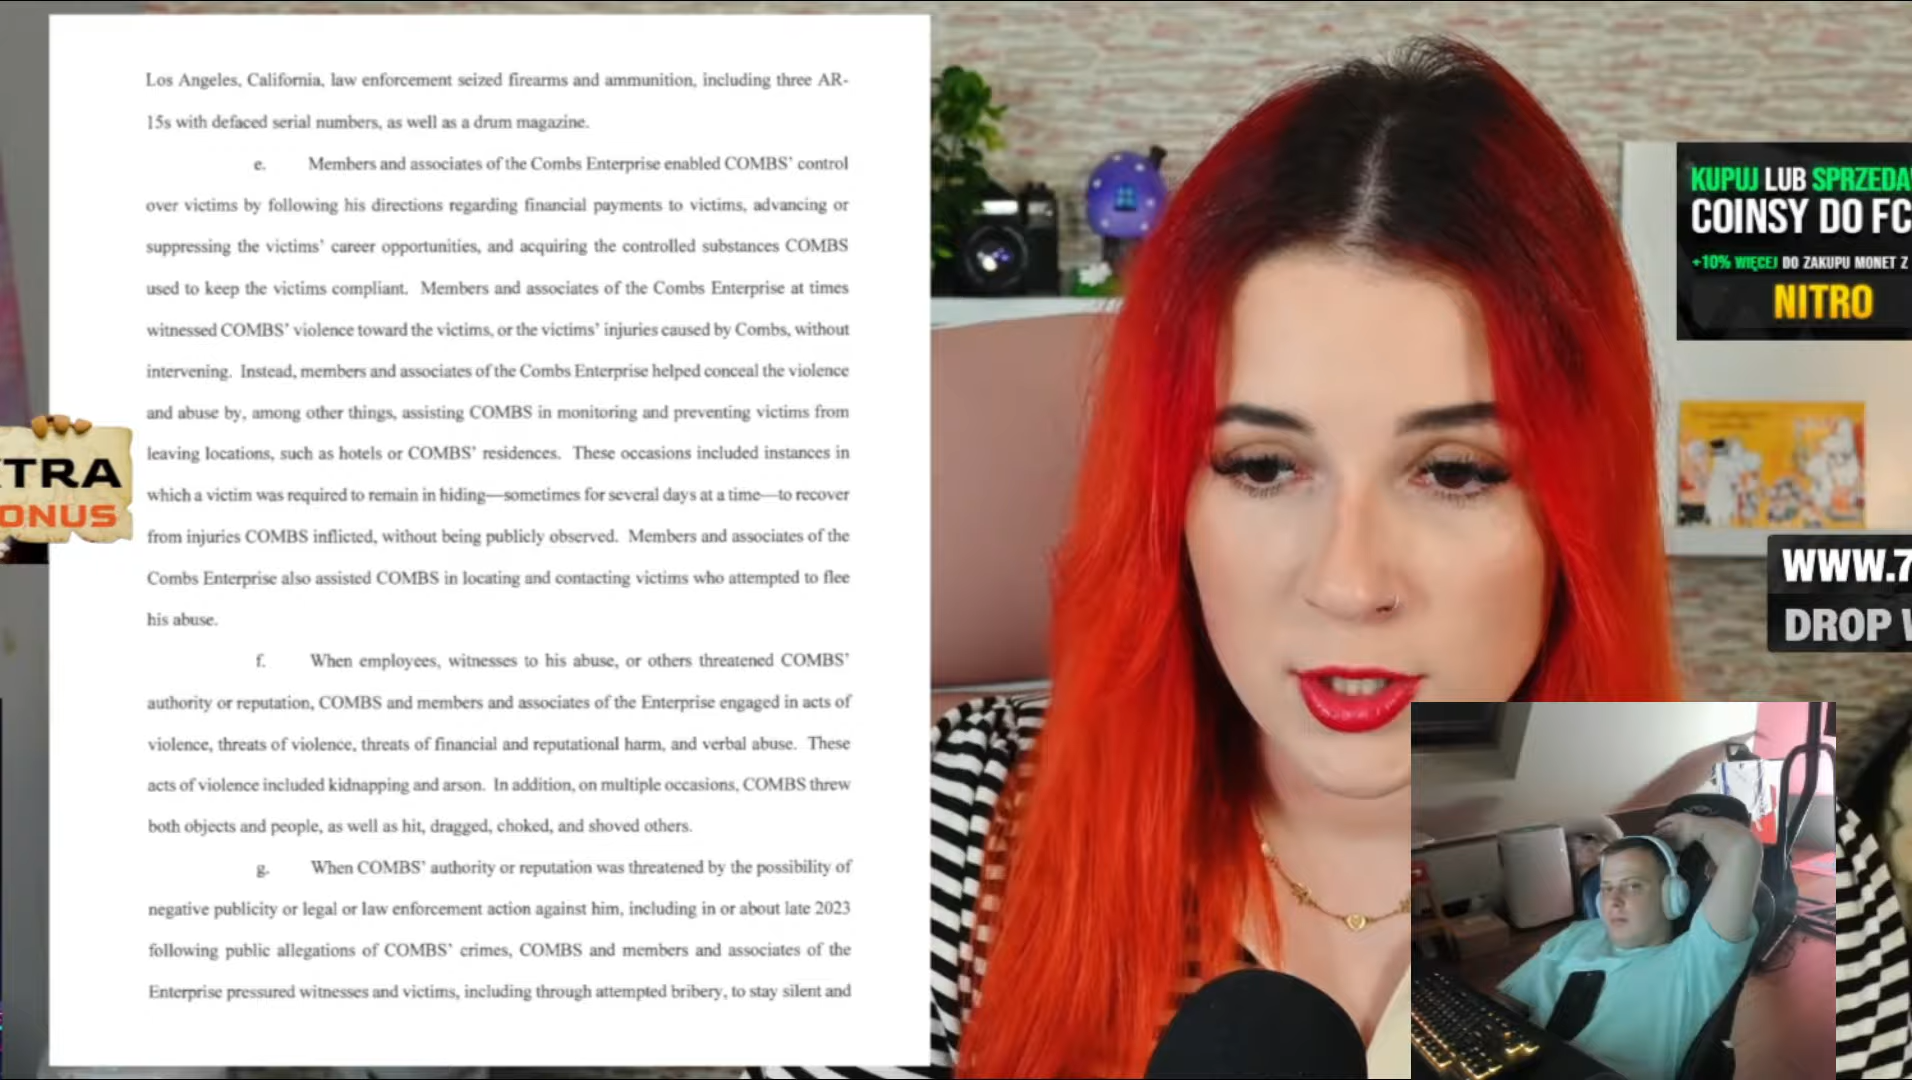 Los Angeles, California, law enforcement seized firearms and ammunition, including three AR-
15s with defaced serial numbers, as well as a drum magazine.
e. Members and associates of the Combs Enterprise enabled COMBS’ control
over victims by following his directions regarding financial payments to victims, advancing or
suppressing the victims’ career opportunities, and acquiring the controlled substances COMBS
used to keep the victims compliant. Members and associates of the Combs Enterprise at times
witnessed COMBS’ violence toward the victims, or the victims’ injuries caused by Combs, without
intervening. Instead, members and associates of the Combs Enterprise helped conceal the violence
and abuse by, among other things, assisting COMBS in monitoring and preventing victims from
leaving locations, such as hotels or COMBS’ residences. These occasions included instances in
which a victim was required to remain in hiding—sometimes for several days at a time—to recover
from injuries COMBS inflicted, without being publicly observed. Members and associates of the
Combs Enterprise also assisted COMBS in locating and contacting victims who attempted to flee
his abuse.
f. When employees, witnesses to his abuse, or others threatened COMBS’
authority or reputation, COMBS and members and associates of the Enterprise engaged in acts of
violence, threats of violence, threats of financial and reputational harm, and verbal abuse. These
acts of violence included kidnapping and arson. In addition, on multiple occasions, COMBS threw
both objects and people, as well as hit, dragged, choked, and shoved others.
g. When COMBS’ authority or reputation was threatened by the possibility of
negative publicity or legal or law enforcement action against him, including in or about late 2023
following public allegations of COMBS’ crimes, COMBS and members and associates of the
Enterprise pressured witnesses and victims, including through attempted bribery, to stay silent and
TRA
ONUS
KUPUJ LUB SPRZEDA
COINSY DO FC
+10% WIĘCEJ DO ZAKUPU MONET Z
NITRO
WWW.7
DROP W